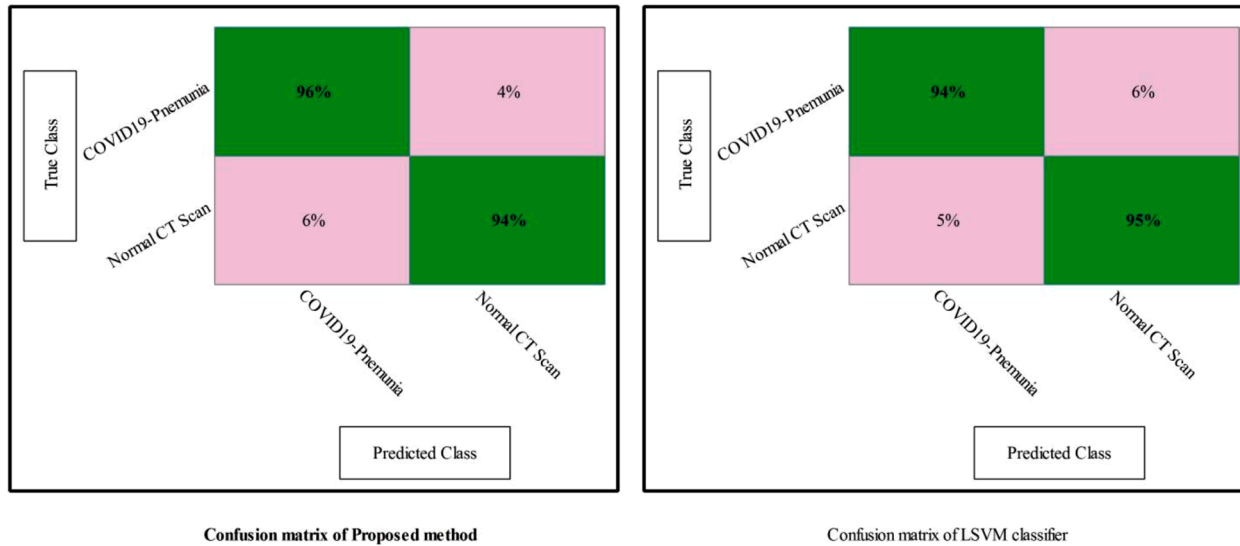 True Class
COVID19-Pnemunia
Normal CT Scan
96%
4%
6%
94%
COVID19-Pnemunia
Normal CT Scan
Predicted Class
Confusion matrix of Proposed method
True Class
COVID19-Pnemunia
Normal CT Scan
94%
6%
5%
95%
COVID19-Pnemunia
Normal CT Scan
Predicted Class
Confusion matrix of LSVM classifier